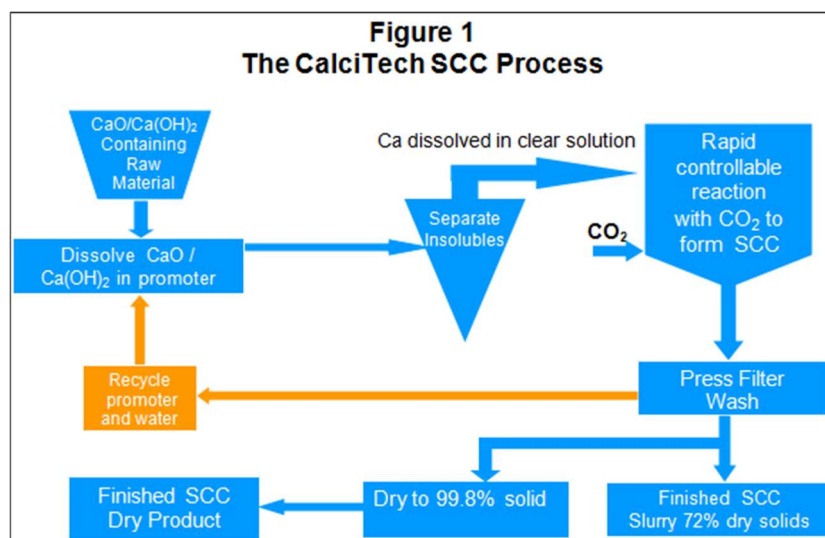 Figure 1
The CalciTech SCC Process
CaO/Ca(OH)₂
Containing
Raw
Material
Ca dissolved in clear solution
Rapid
controllable
reaction
with CO₂ to
form SCC
Separate
Insolubles
CO₂
Dissolve CaO /
Ca(OH)₂ in promoter
Recycle
promoter
and water
Press Filter
Wash
Finished SCC
Dry Product
Dry to 99.8% solid
Finished SCC
Slurry 72% dry solids